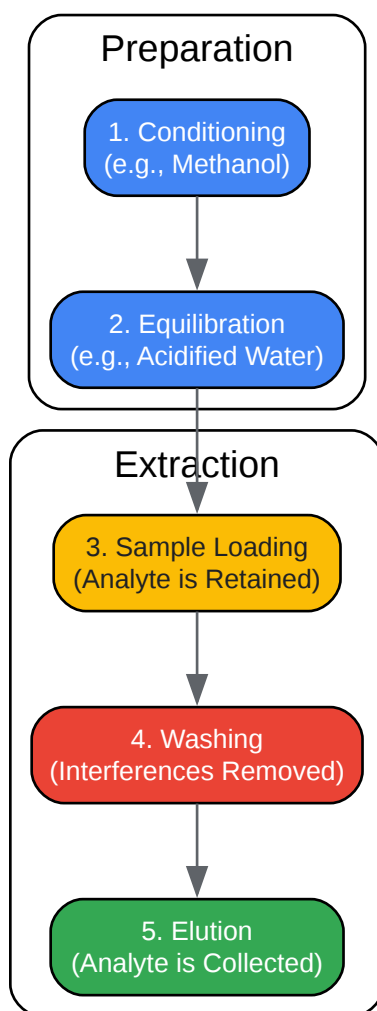 Preparation
1. Conditioning
(e.g., Methanol)
2. Equilibration
(e.g., Acidified Water)
Extraction
3. Sample Loading
(Analyte is Retained)
4. Washing
(Interferences Removed)
5. Elution
(Analyte is Collected)